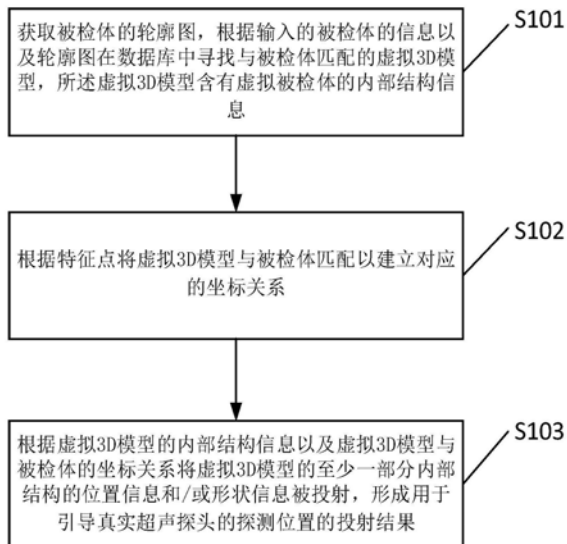 获取被检体的轮廓图，根据输入的被检体的信息以
及轮廓图在数据库中寻找与被检体匹配的虚拟3D模
型，所述虚拟3D模型含有虚拟被检体的内部结构信
息
S101
根据特征点将虚拟3D模型与被检体匹配以建立对应
的坐标关系
S102
根据虚拟3D模型的内部结构信息以及虚拟3D模型与
被检体的坐标关系将虚拟3D模型的至少一部分内部
结构的位置信息和/或形状信息被投射，形成用于
引导真实超声探头的探测位置的投射结果
S103